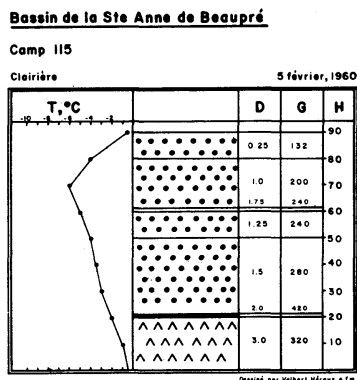 Bassin de la Ste Anne de Beaupré
Camp 115
Clairière 5 février, 1960
T,°C D G H
-10 -8 -6 -4 -2
90
0.25 132
80
1.0 200
70
1.75 240
60
1.25 240
50
40
1.5 280
30
2.0 420
20
3.0 320
10
Dessiné par